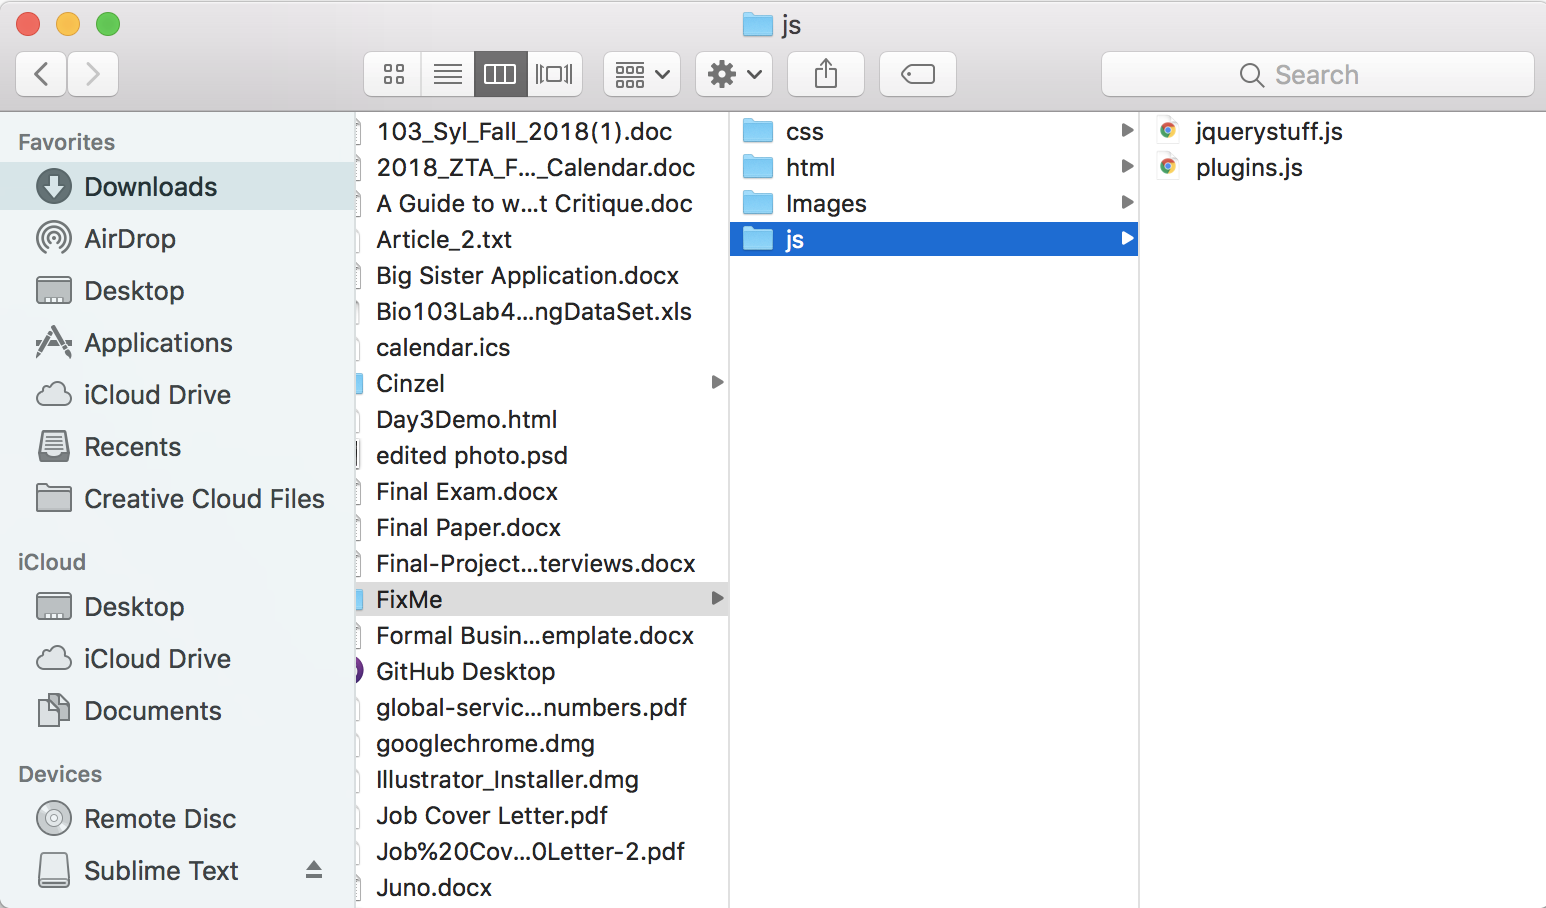 js
Search
Favorites
Downloads
AirDrop
Desktop
Applications
iCloud Drive
Recents
Creative Cloud Files
iCloud
Desktop
iCloud Drive
Documents
Devices
Remote Disc
Sublime Text
103_Syl_Fall_2018(1).doc
2018_ZTA_F..._Calendar.doc
A Guide to w...t Critique.doc
Article_2.txt
Big Sister Application.docx
Bio103Lab4...ngDataSet.xls
calendar.ics
Cinzel
Day3Demo.html
edited photo.psd
Final Exam.docx
Final Paper.docx
Final-Project...terviews.docx
FixMe
Formal Busin...emplate.docx
GitHub Desktop
global-servic...numbers.pdf
googlechrome.dmg
Illustrator_Installer.dmg
Job Cover Letter.pdf
Job%20Cov...0Letter-2.pdf
Juno.docx
css
html
Images
js
jquerystuff.js
plugins.js